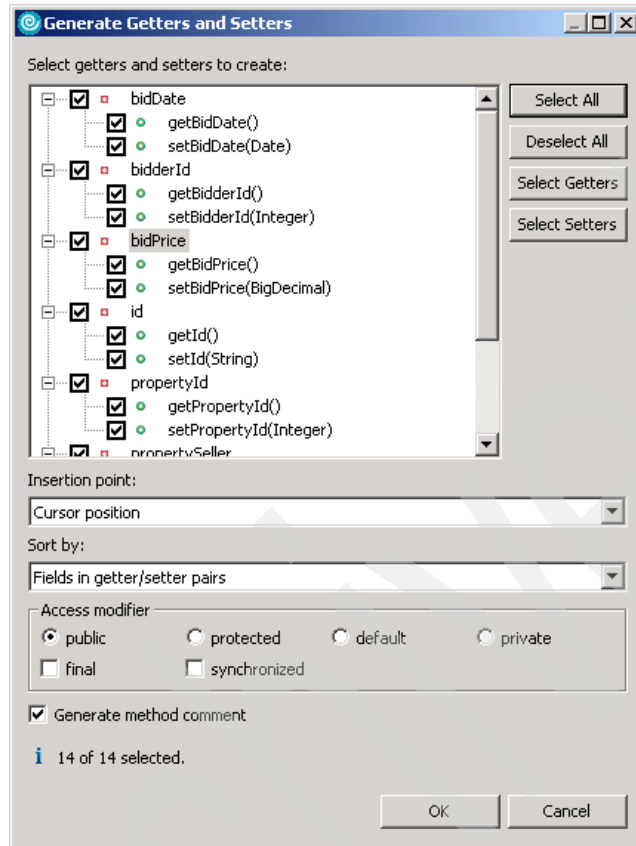 Generate Getters and Setters
Select getters and setters to create:
bidDate
getBidDate()
setBidDate(Date)
bidderId
getBidderId()
setBidderId(Integer)
bidPrice
getBidPrice()
setBidPrice(BigDecimal)
id
getId()
setId(String)
propertyId
getPropertyId()
setPropertyId(Integer)
propertySeller
Select All
Deselect All
Select Getters
Select Setters
Insertion point:
Cursor position
Sort by:
Fields in getter/setter pairs
Access modifier
public protected default private
final synchronized
Generate method comment
i 14 of 14 selected.
OK Cancel